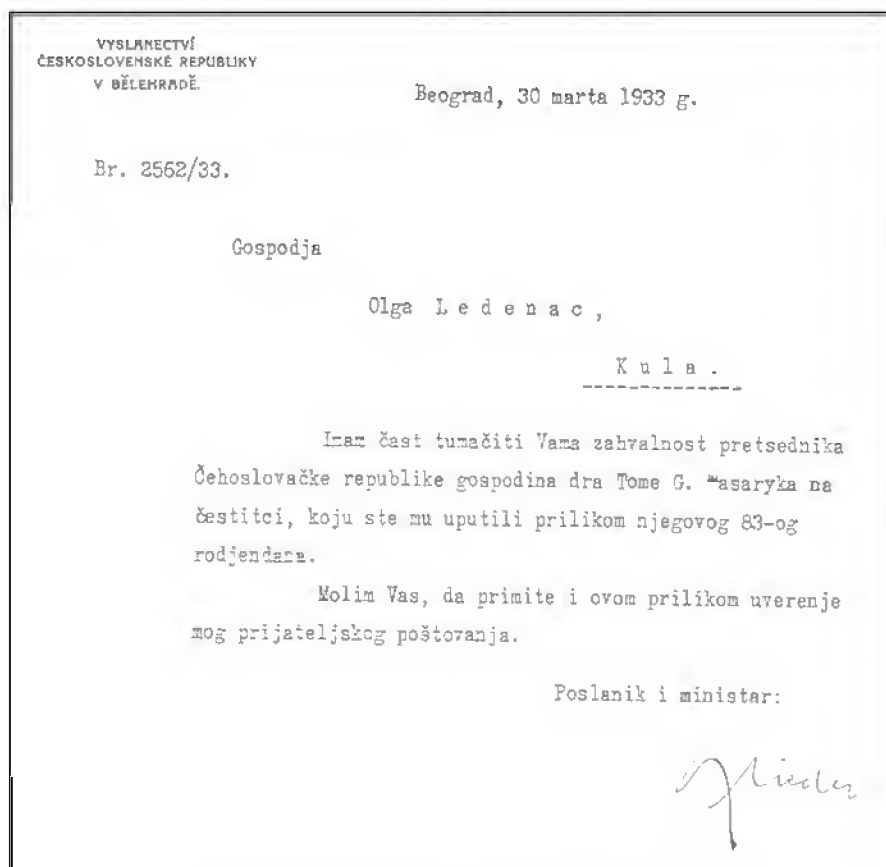 VYSLANECTVÍ
ČESKOSLOVENSKÉ REPUBLIKY
V BĚLEHRADĚ.
Beograd, 30 marta 1933 g.
Br. 2562/33.
Gospodja
Olga L e d e n a c ,
K u l a .
Imam čast tumačiti Vama zahvalnost pretsednika
Čehoslovačke republike gospodina dra Tome G. Masaryka na
čestitci, koju ste mu uputili prilikom njegovog 83-og
rodjendana.
Molim Vas, da primite i ovom prilikom uverenje
mog prijateljskog poštovanja.
Poslanik i ministar: